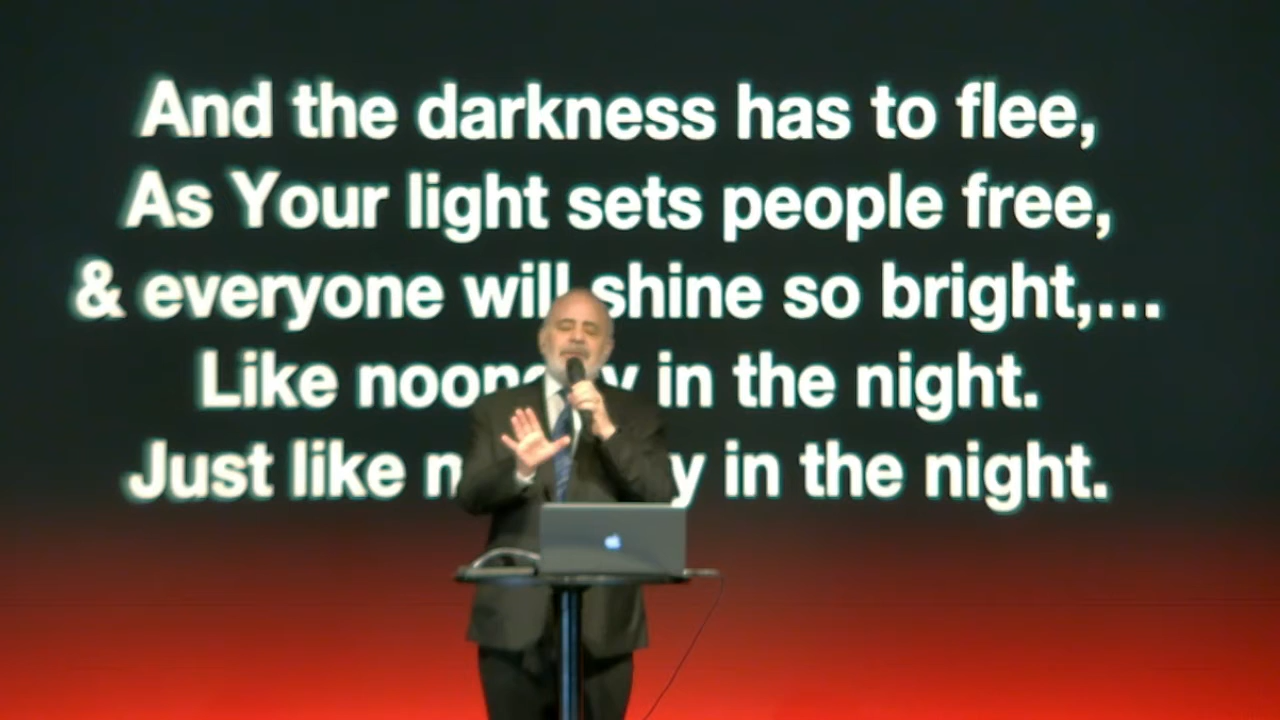 And the darkness has to flee,
As Your light sets people free,
& everyone will shine so bright,...
Like in the night.
Just like in the night.